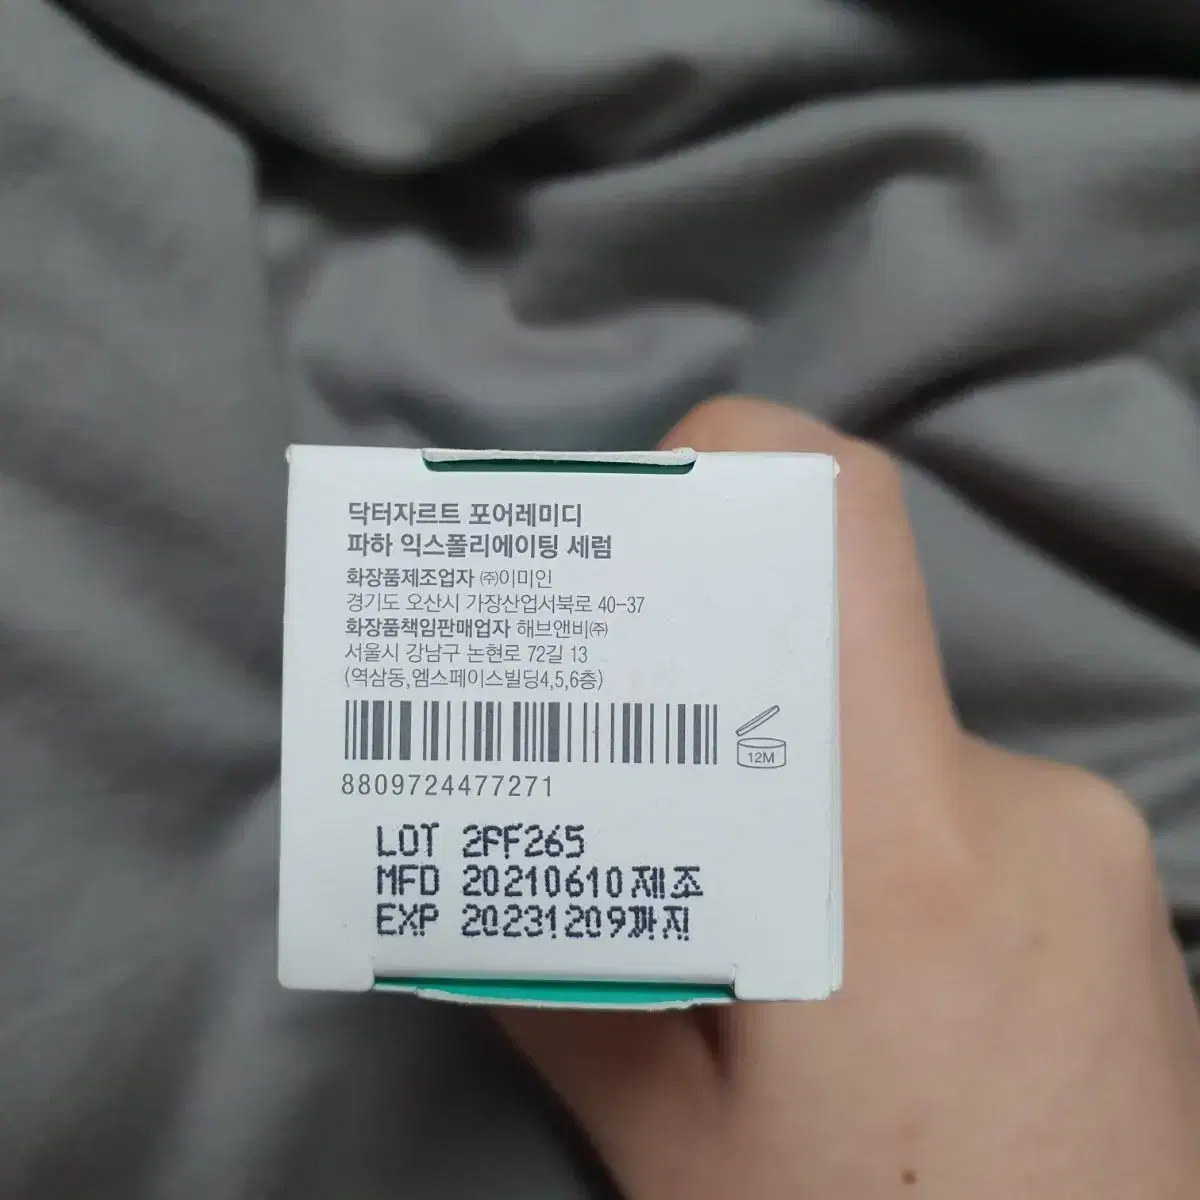 닥터자르트 포어레미디
파하 익스폴리에이팅 세럼
화장품제조업자 ㈜이미인
경기도 오산시 가장산업서북로 40-37
화장품책임판매업자 해브앤비㈜
서울시 강남구 논현로 72길 13
(역삼동,엠스페이스빌딩4,5,6층)
12M
8809724477271
LOT 2FF265
MFD 20210610제조
EXP 20231209까지